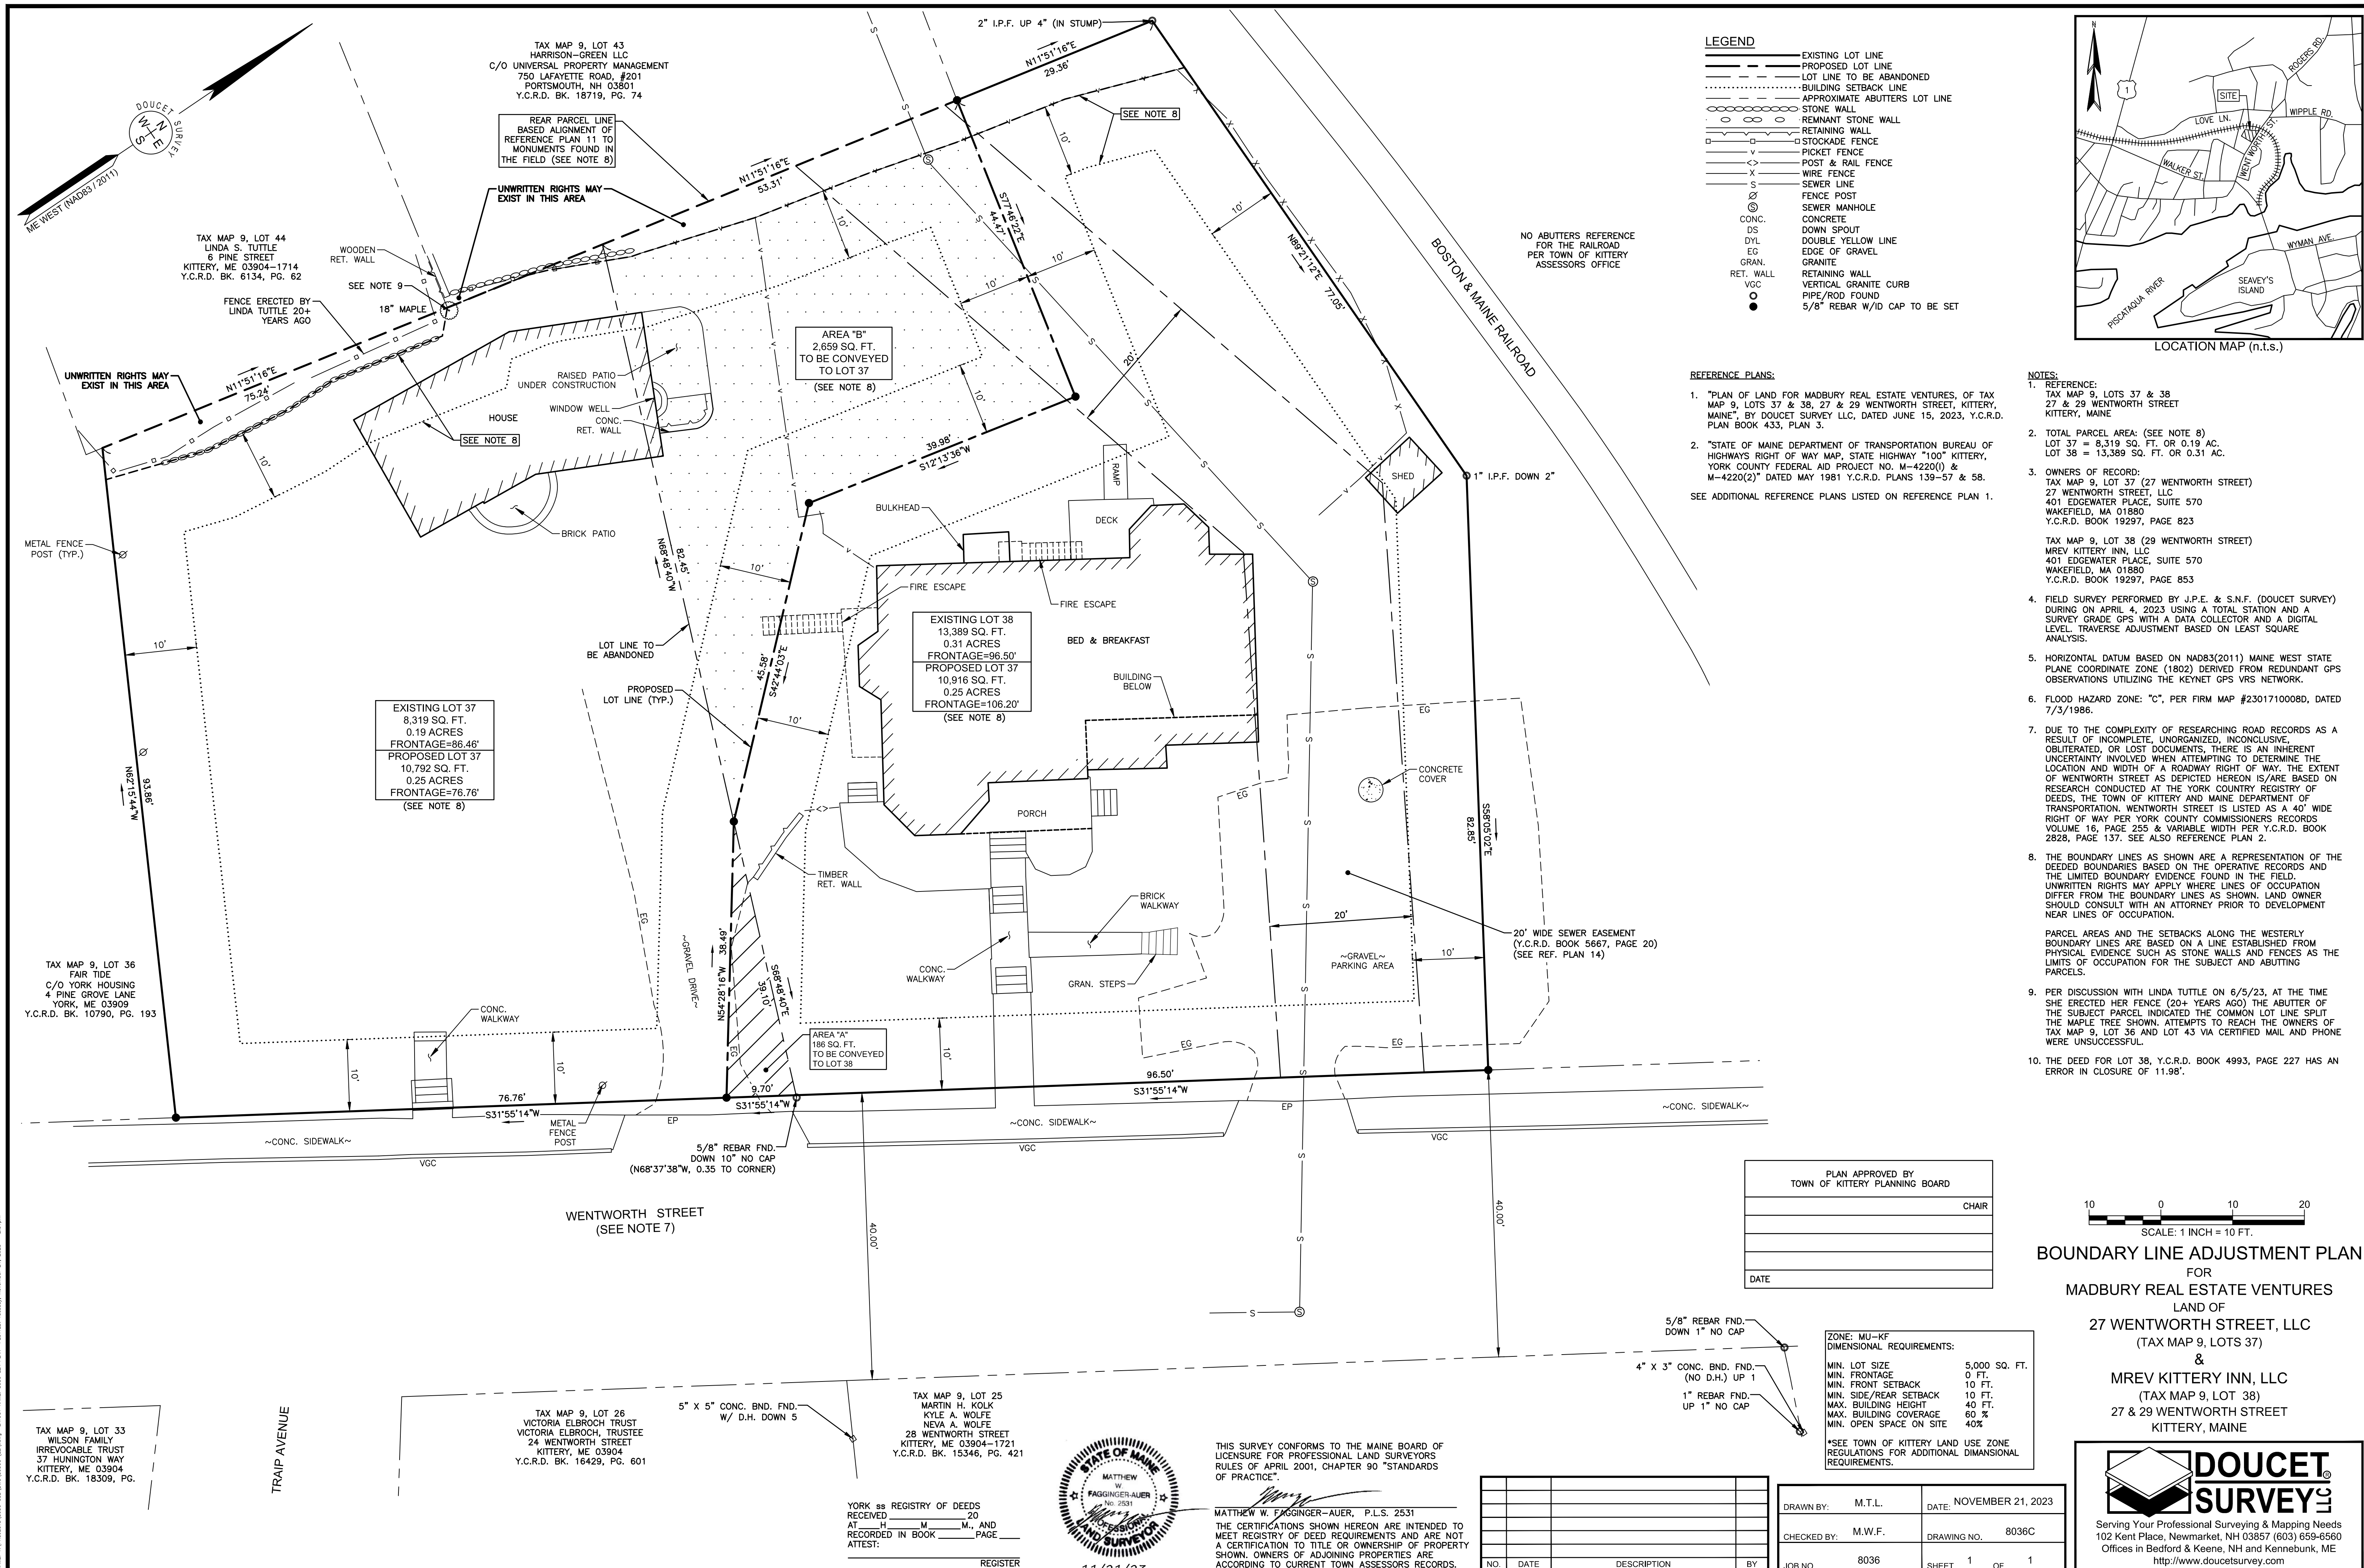 2" I.P.F. UP 4" (IN STUMP)
TAX MAP 9, LOT 43
HARRISON-GREEN LLC
C/O UNIVERSAL PROPERTY MANAGEMENT
750 LAFAYETTE ROAD, #201
PORTSMOUTH, NH 03801
Y.C.R.D. BK. 18719, PG. 74
N11°51'16"E
29.36'
DOUCET SURVEY
N
W E
S
ME WEST (NAD83 / 2011)
REAR PARCEL LINE
BASED ALIGNMENT OF
REFERENCE PLAN 11 TO
MONUMENTS FOUND IN
THE FIELD (SEE NOTE 8)
SEE NOTE 8
UNWRITTEN RIGHTS MAY
EXIST IN THIS AREA
N11°51'16"E
53.31'
S77°46'22"E
44.47'
N89°21'12"E 77.05'
BOSTON & MAINE RAILROAD
NO ABUTTERS REFERENCE
FOR THE RAILROAD
PER TOWN OF KITTERY
ASSESSORS OFFICE
TAX MAP 9, LOT 44
LINDA S. TUTTLE
6 PINE STREET
KITTERY, ME 03904-1714
Y.C.R.D. BK. 6134, PG. 62
WOODEN
RET. WALL
SEE NOTE 9
18" MAPLE
FENCE ERECTED BY
LINDA TUTTLE 20+
YEARS AGO
UNWRITTEN RIGHTS MAY
EXIST IN THIS AREA
N11°51'16"E
75.24'
RAISED PATIO
UNDER CONSTRUCTION
WINDOW WELL
CONC.
RET. WALL
HOUSE
SEE NOTE 8
BRICK PATIO
AREA "B"
2,659 SQ. FT.
TO BE CONVEYED
TO LOT 37
(SEE NOTE 8)
10'
10'
10'
10'
10'
10'
20'
39.98'
S12°13'36"W
RAMP
DECK
BULKHEAD
SHED
1" I.P.F. DOWN 2"
METAL FENCE
POST (TYP.)
10'
10'
N68°48'40"W
82.45'
10'
FIRE ESCAPE
FIRE ESCAPE
LOT LINE TO
BE ABANDONED
45.58'
S42°44'03"E
PROPOSED
LOT LINE (TYP.)
10'
EXISTING LOT 38
13,389 SQ. FT.
0.31 ACRES
FRONTAGE=96.50'
PROPOSED LOT 37
10,916 SQ. FT.
0.25 ACRES
FRONTAGE=106.20'
(SEE NOTE 8)
BED & BREAKFAST
BUILDING
BELOW
EXISTING LOT 37
8,319 SQ. FT.
0.19 ACRES
FRONTAGE=86.46'
PROPOSED LOT 37
10,792 SQ. FT.
0.25 ACRES
FRONTAGE=76.76'
(SEE NOTE 8)
N62°15'44"W
93.86'
EG
EG
CONCRETE
COVER
PORCH
TIMBER
RET. WALL
S58°05'02"E
82.85'
BRICK
WALKWAY
20'
20' WIDE SEWER EASEMENT
(Y.C.R.D. BOOK 5667, PAGE 20)
(SEE REF. PLAN 14)
~GRAVEL~
PARKING AREA
10'
CONC.
WALKWAY
GRAN. STEPS
EG
~GRAVEL DRIVE~
N54°28'16"W 38.49'
S68°48'40"E
39.10'
EG
TAX MAP 9, LOT 36
FAIR TIDE
C/O YORK HOUSING
4 PINE GROVE LANE
YORK, ME 03909
Y.C.R.D. BK. 10790, PG. 193
CONC.
WALKWAY
AREA "A"
186 SQ. FT.
TO BE CONVEYED
TO LOT 38
10'
10'
10'
EG
EG
76.76'
S31°55'14"W
9.70'
S31°55'14"W
96.50'
S31°55'14"W
METAL
FENCE
POST
EP
EP
~CONC. SIDEWALK~
~CONC. SIDEWALK~
~CONC. SIDEWALK~
VGC
VGC
VGC
5/8" REBAR FND.
DOWN 10" NO CAP
(N68°37'38"W, 0.35 TO CORNER)
WENTWORTH STREET
(SEE NOTE 7)
40.00'
40.00'
5" X 5" CONC. BND. FND.
W/ D.H. DOWN 5
5/8" REBAR FND.
DOWN 1" NO CAP
4" X 3" CONC. BND. FND.
(NO D.H.) UP 1
1" REBAR FND.
UP 1" NO CAP
TAX MAP 9, LOT 33
WILSON FAMILY
IRREVOCABLE TRUST
37 HUNINGTON WAY
KITTERY, ME 03904
Y.C.R.D. BK. 18309, PG.
TRAIP AVENUE
TAX MAP 9, LOT 26
VICTORIA ELBROCH TRUST
VICTORIA ELBROCH, TRUSTEE
24 WENTWORTH STREET
KITTERY, ME 03904
Y.C.R.D. BK. 16429, PG. 601
TAX MAP 9, LOT 25
MARTIN H. KOLK
KYLE A. WOLFE
NEVA A. WOLFE
28 WENTWORTH STREET
KITTERY, ME 03904-1721
Y.C.R.D. BK. 15346, PG. 421
YORK ss REGISTRY OF DEEDS
RECEIVED 20
AT H M M., AND
RECORDED IN BOOK PAGE
ATTEST:
REGISTER
STATE OF MAINE
MATTHEW
W.
FAGGINGER-AUER
No. 2531
PROFESSIONAL
LAND SURVEYOR
11/21/23
THIS SURVEY CONFORMS TO THE MAINE BOARD OF
LICENSURE FOR PROFESSIONAL LAND SURVEYORS
RULES OF APRIL 2001, CHAPTER 90 "STANDARDS
OF PRACTICE".
MATTHEW W. FAGGINGER-AUER, P.L.S. 2531
THE CERTIFICATIONS SHOWN HEREON ARE INTENDED TO
MEET REGISTRY OF DEED REQUIREMENTS AND ARE NOT
A CERTIFICATION TO TITLE OR OWNERSHIP OF PROPERTY
SHOWN. OWNERS OF ADJOINING PROPERTIES ARE
ACCORDING TO CURRENT TOWN ASSESSORS RECORDS.
LEGEND
EXISTING LOT LINE
PROPOSED LOT LINE
LOT LINE TO BE ABANDONED
BUILDING SETBACK LINE
APPROXIMATE ABUTTERS LOT LINE
STONE WALL
REMNANT STONE WALL
RETAINING WALL
STOCKADE FENCE
V PICKET FENCE
<> POST & RAIL FENCE
X WIRE FENCE
S SEWER LINE
FENCE POST
S SEWER MANHOLE
CONC. CONCRETE
DS DOWN SPOUT
DYL DOUBLE YELLOW LINE
EG EDGE OF GRAVEL
GRAN. GRANITE
RET. WALL RETAINING WALL
VGC VERTICAL GRANITE CURB
PIPE/ROD FOUND
5/8" REBAR W/ID CAP TO BE SET
REFERENCE PLANS:
1. "PLAN OF LAND FOR MADBURY REAL ESTATE VENTURES, OF TAX
MAP 9, LOTS 37 & 38, 27 & 29 WENTWORTH STREET, KITTERY,
MAINE", BY DOUCET SURVEY LLC, DATED JUNE 15, 2023, Y.C.R.D.
PLAN BOOK 433, PLAN 3.
2. "STATE OF MAINE DEPARTMENT OF TRANSPORTATION BUREAU OF
HIGHWAYS RIGHT OF WAY MAP, STATE HIGHWAY "100" KITTERY,
YORK COUNTY FEDERAL AID PROJECT NO. M-4220(I) &
M-4220(2)" DATED MAY 1981 Y.C.R.D. PLANS 139-57 & 58.
SEE ADDITIONAL REFERENCE PLANS LISTED ON REFERENCE PLAN 1.
N
1
SITE
ROGERS RD.
LOVE LN.
WIPPLE RD.
WALKER ST.
WENTWORTH ST.
WYMAN AVE.
SEAVEY'S
ISLAND
PISCATAQUA RIVER
LOCATION MAP (n.t.s.)
NOTES:
1. REFERENCE:
TAX MAP 9, LOTS 37 & 38
27 & 29 WENTWORTH STREET
KITTERY, MAINE
2. TOTAL PARCEL AREA: (SEE NOTE 8)
LOT 37 = 8,319 SQ. FT. OR 0.19 AC.
LOT 38 = 13,389 SQ. FT. OR 0.31 AC.
3. OWNERS OF RECORD:
TAX MAP 9, LOT 37 (27 WENTWORTH STREET)
27 WENTWORTH STREET, LLC
401 EDGEWATER PLACE, SUITE 570
WAKEFIELD, MA 01880
Y.C.R.D. BOOK 19297, PAGE 823
TAX MAP 9, LOT 38 (29 WENTWORTH STREET)
MREV KITTERY INN, LLC
401 EDGEWATER PLACE, SUITE 570
WAKEFIELD, MA 01880
Y.C.R.D. BOOK 19297, PAGE 853
4. FIELD SURVEY PERFORMED BY J.P.E. & S.N.F. (DOUCET SURVEY)
DURING ON APRIL 4, 2023 USING A TOTAL STATION AND A
SURVEY GRADE GPS WITH A DATA COLLECTOR AND A DIGITAL
LEVEL. TRAVERSE ADJUSTMENT BASED ON LEAST SQUARE
ANALYSIS.
5. HORIZONTAL DATUM BASED ON NAD83(2011) MAINE WEST STATE
PLANE COORDINATE ZONE (1802) DERIVED FROM REDUNDANT GPS
OBSERVATIONS UTILIZING THE KEYNET GPS VRS NETWORK.
6. FLOOD HAZARD ZONE: "C", PER FIRM MAP #2301710008D, DATED
7/3/1986.
7. DUE TO THE COMPLEXITY OF RESEARCHING ROAD RECORDS AS A
RESULT OF INCOMPLETE, UNORGANIZED, INCONCLUSIVE,
OBLITERATED, OR LOST DOCUMENTS, THERE IS AN INHERENT
UNCERTAINTY INVOLVED WHEN ATTEMPTING TO DETERMINE THE
LOCATION AND WIDTH OF A ROADWAY RIGHT OF WAY. THE EXTENT
OF WENTWORTH STREET AS DEPICTED HEREON IS/ARE BASED ON
RESEARCH CONDUCTED AT THE YORK COUNTRY REGISTRY OF
DEEDS, THE TOWN OF KITTERY AND MAINE DEPARTMENT OF
TRANSPORTATION. WENTWORTH STREET IS LISTED AS A 40' WIDE
RIGHT OF WAY PER YORK COUNTY COMMISSIONERS RECORDS
VOLUME 16, PAGE 255 & VARIABLE WIDTH PER Y.C.R.D. BOOK
2828, PAGE 137. SEE ALSO REFERENCE PLAN 2.
8. THE BOUNDARY LINES AS SHOWN ARE A REPRESENTATION OF THE
DEEDED BOUNDARIES BASED ON THE OPERATIVE RECORDS AND
THE LIMITED BOUNDARY EVIDENCE FOUND IN THE FIELD.
UNWRITTEN RIGHTS MAY APPLY WHERE LINES OF OCCUPATION
DIFFER FROM THE BOUNDARY LINES AS SHOWN. LAND OWNER
SHOULD CONSULT WITH AN ATTORNEY PRIOR TO DEVELOPMENT
NEAR LINES OF OCCUPATION.
PARCEL AREAS AND THE SETBACKS ALONG THE WESTERLY
BOUNDARY LINES ARE BASED ON A LINE ESTABLISHED FROM
PHYSICAL EVIDENCE SUCH AS STONE WALLS AND FENCES AS THE
LIMITS OF OCCUPATION FOR THE SUBJECT AND ABUTTING
PARCELS.
9. PER DISCUSSION WITH LINDA TUTTLE ON 6/5/23, AT THE TIME
SHE ERECTED HER FENCE (20+ YEARS AGO) THE ABUTTER OF
THE SUBJECT PARCEL INDICATED THE COMMON LOT LINE SPLIT
THE MAPLE TREE SHOWN. ATTEMPTS TO REACH THE OWNERS OF
TAX MAP 9, LOT 36 AND LOT 43 VIA CERTIFIED MAIL AND PHONE
WERE UNSUCCESSFUL.
10. THE DEED FOR LOT 38, Y.C.R.D. BOOK 4993, PAGE 227 HAS AN
ERROR IN CLOSURE OF 11.98'.
PLAN APPROVED BY
TOWN OF KITTERY PLANNING BOARD
CHAIR
DATE
10 0 10 20
SCALE: 1 INCH = 10 FT.
BOUNDARY LINE ADJUSTMENT PLAN
FOR
MADBURY REAL ESTATE VENTURES
LAND OF
27 WENTWORTH STREET, LLC
(TAX MAP 9, LOTS 37)
&
MREV KITTERY INN, LLC
(TAX MAP 9, LOT 38)
27 & 29 WENTWORTH STREET
KITTERY, MAINE
ZONE: MU-KF
DIMENSIONAL REQUIREMENTS:
MIN. LOT SIZE 5,000 SQ. FT.
MIN. FRONTAGE 0 FT.
MIN. FRONT SETBACK 10 FT.
MIN. SIDE/REAR SETBACK 10 FT.
MAX. BUILDING HEIGHT 40 FT.
MAX. BUILDING COVERAGE 60 %
MIN. OPEN SPACE ON SITE 40%
*SEE TOWN OF KITTERY LAND USE ZONE
REGULATIONS FOR ADDITIONAL DIMANSIONAL
REQUIREMENTS.
NO. DATE DESCRIPTION BY
DRAWN BY: M.T.L. DATE: NOVEMBER 21, 2023
CHECKED BY: M.W.F. DRAWING NO. 8036C
JOB NO. 8036 SHEET 1 OF 1
DOUCET
SURVEY LLC
®
Serving Your Professional Surveying & Mapping Needs
102 Kent Place, Newmarket, NH 03857 (603) 659-6560
Offices in Bedford & Keene, NH and Kennebunk, ME
http://www.doucetsurvey.com